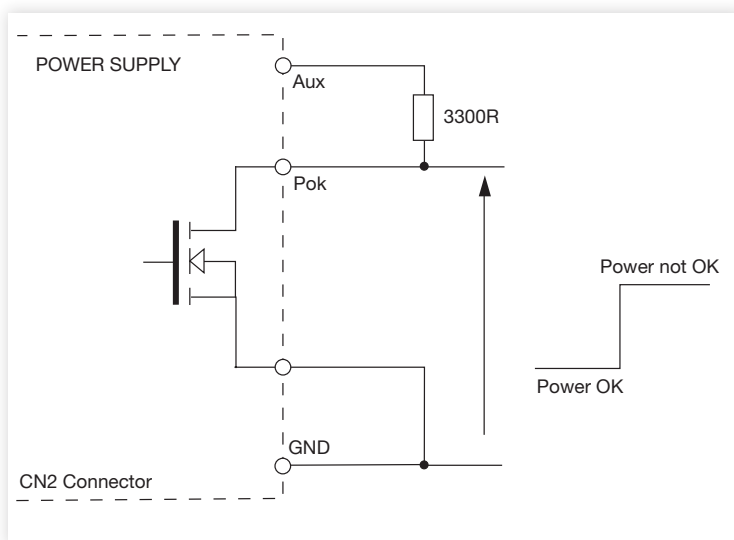 POWER SUPPLY
Aux
3300R
Pok
Power not OK
Power OK
GND
CN2 Connector